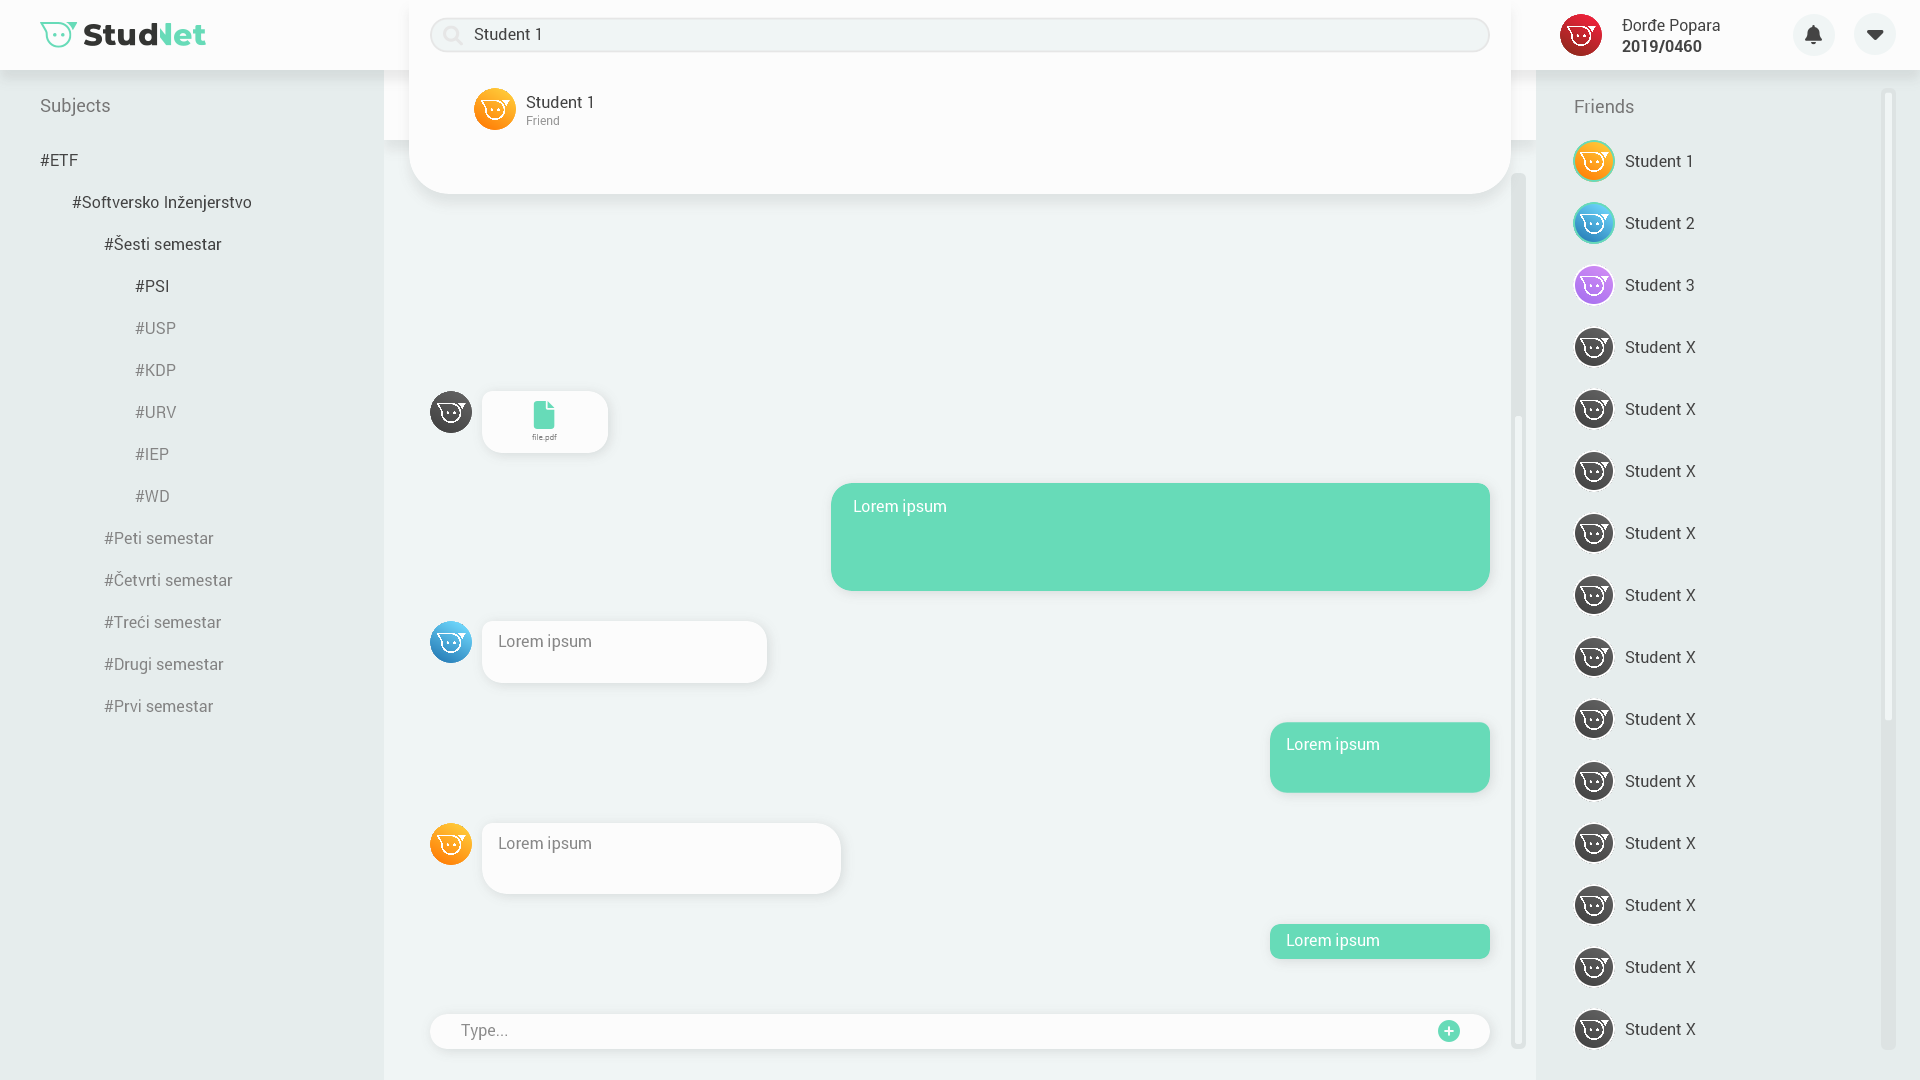 StudNet
Student 1
Đorđe Popara
2019/0460
Student 1
Friend
Subjects
#ETF
#Softversko Inženjerstvo
#Šesti semestar
#PSI
#USP
#KDP
#URV
#IEP
#WD
#Peti semestar
#Četvrti semestar
#Treći semestar
#Drugi semestar
#Prvi semestar
file.pdf
Lorem ipsum
Lorem ipsum
Lorem ipsum
Lorem ipsum
Lorem ipsum
Type...
Friends
Student 1
Student 2
Student 3
Student X
Student X
Student X
Student X
Student X
Student X
Student X
Student X
Student X
Student X
Student X
Student X